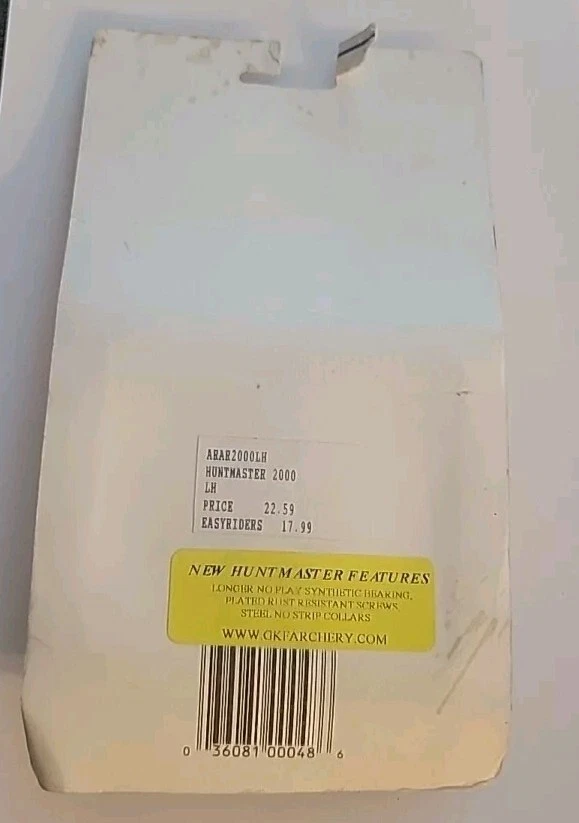 ARAR2000LH
HUNTMASTER 2000
LH
PRICE 22.59
EASYRIDERS 17.99
NEW HUNTMASTER FEATURES
LONGER NO PLAY SYNTHETIC BEARING,
PLATED RUST RESISTANT SCREWS
STEEL NO STRIP COLLARS
WWW.GKFARCHERY.COM
0 36081 00048 6